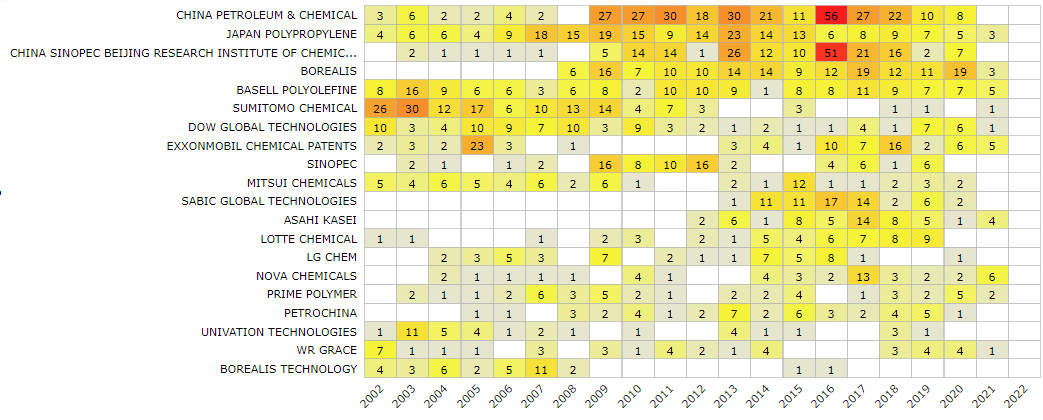 CHINA PETROLEUM & CHEMICAL 3 6 2 2 4 2 27 27 30 18 30 21 11 56 27 22 10 8
JAPAN POLYPROPYLENE 4 6 6 4 9 18 15 19 15 9 14 23 14 13 6 8 9 7 5 3
CHINA SINOPEC BEIJING RESEARCH INSTITUTE OF CHEMIC... 2 1 1 1 1 5 14 14 1 26 12 10 51 21 16 2 7
BOREALIS 6 16 7 10 10 14 14 9 12 19 12 11 19 3
BASELL POLYOLEFINE 8 16 9 6 6 3 6 8 2 10 10 9 1 8 8 11 9 7 7 5
SUMITOMO CHEMICAL 26 30 12 17 6 10 13 14 4 7 3 3 1 1 1
DOW GLOBAL TECHNOLOGIES 10 3 4 10 9 7 10 3 9 3 2 1 2 1 1 4 1 7 6 1
EXXONMOBIL CHEMICAL PATENTS 2 3 2 23 3 1 3 4 1 10 7 16 2 6 5
SINOPEC 2 1 1 2 16 8 10 16 2 4 6 1 6
MITSUI CHEMICALS 5 4 6 5 4 6 2 6 1 2 1 12 1 1 2 3 2
SABIC GLOBAL TECHNOLOGIES 1 11 11 17 14 2 6 2
ASAHI KASEI 2 6 1 8 5 14 8 5 1 4
LOTTE CHEMICAL 1 1 1 2 3 2 1 5 4 6 7 8 9
LG CHEM 2 3 5 3 7 2 1 1 7 5 8 1 1
NOVA CHEMICALS 2 1 1 1 1 4 1 4 3 2 13 3 2 2 6
PRIME POLYMER 2 1 1 2 6 3 5 2 1 2 2 4 1 3 2 5 2
PETROCHINA 1 1 3 2 4 1 2 7 2 6 3 2 4 5 1
UNIVATION TECHNOLOGIES 1 11 5 4 1 2 1 1 4 1 1 3 1
WR GRACE 7 1 1 1 3 3 1 4 2 1 4 3 4 4 1
BOREALIS TECHNOLOGY 4 3 6 2 5 11 2 1 1
2002 2003 2004 2005 2006 2007 2008 2009 2010 2011 2012 2013 2014 2015 2016 2017 2018 2019 2020 2021 2022